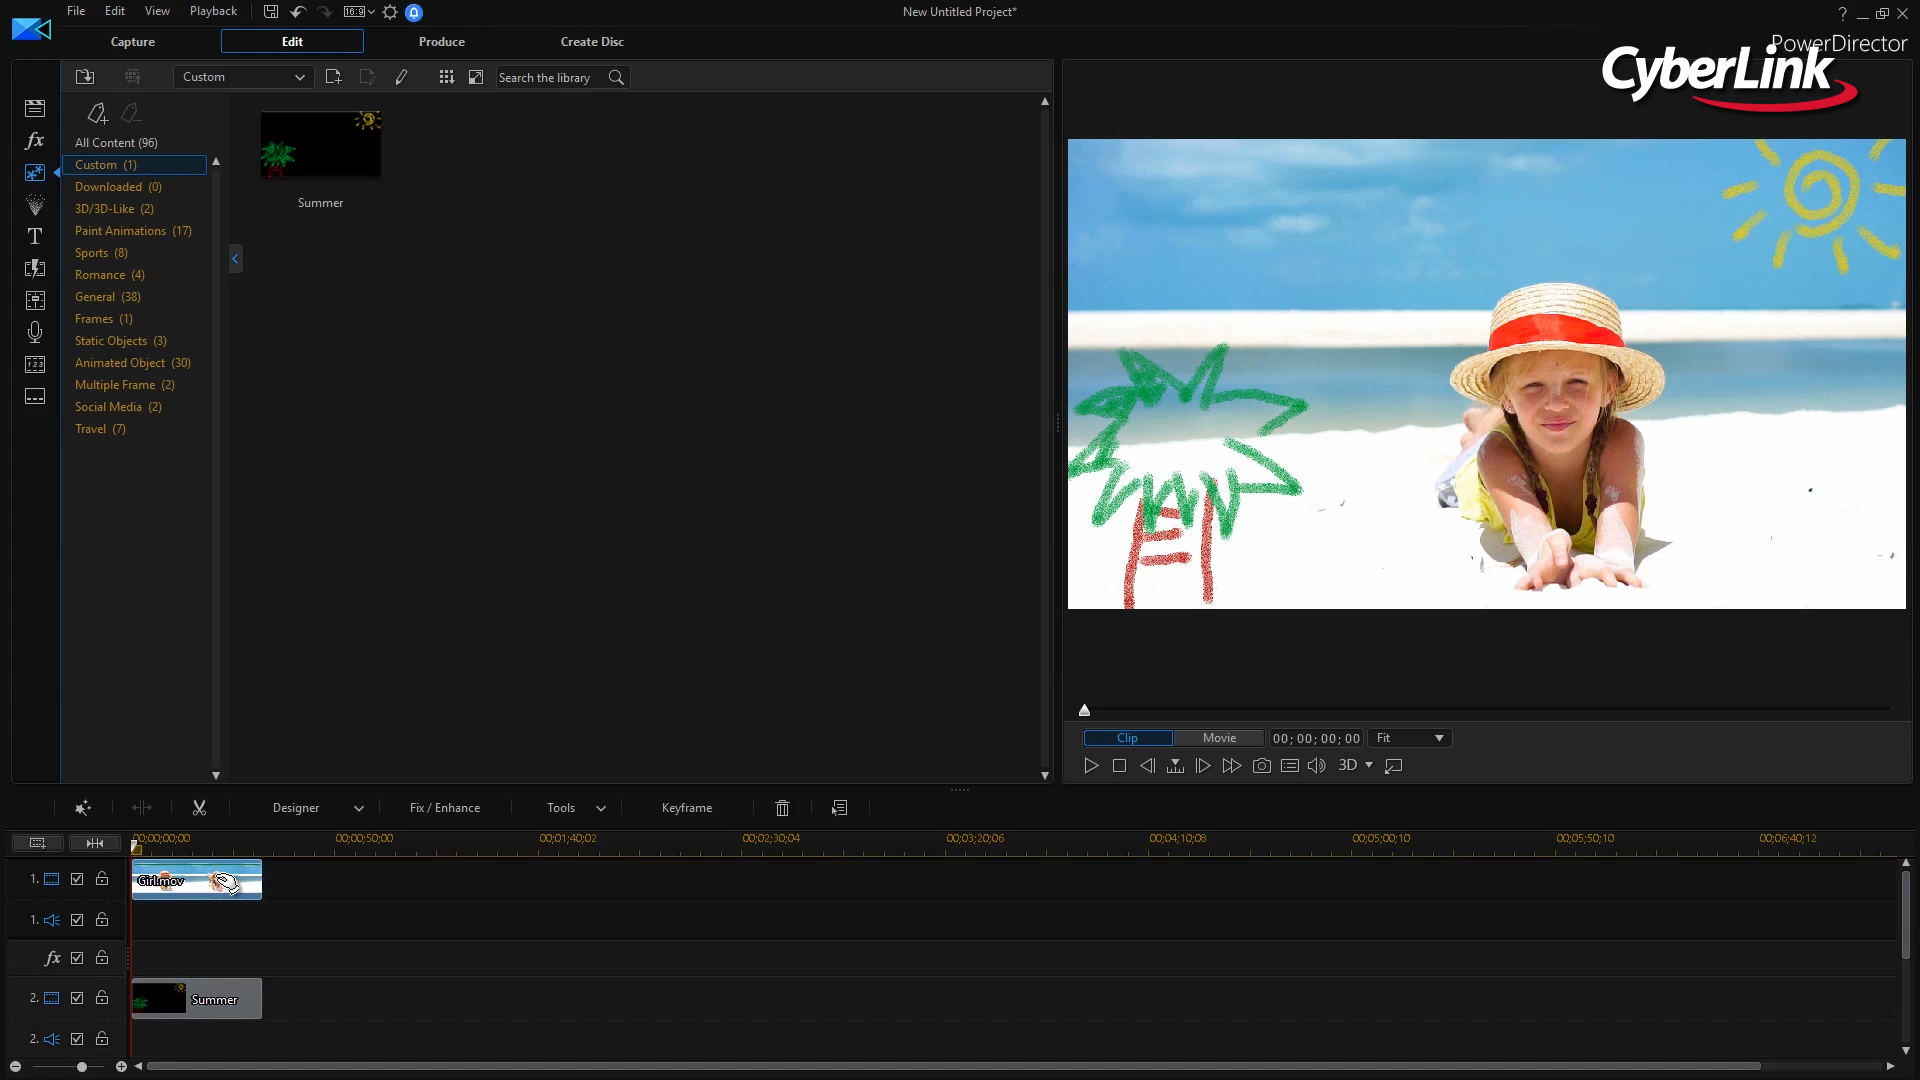 File Edit View Playback 16:9 New Untitled Project* ?
Capture Edit Produce Create Disc
PowerDirector
CyberLink
Custom Search the library
All Content (96)
Custom (1)
Downloaded (0)
3D/3D-Like (2)
Paint Animations (17)
Sports (8)
Romance (4)
General (38)
Frames (1)
Static Objects (3)
Animated Object (30)
Multiple Frame (2)
Social Media (2)
Travel (7)
Summer
fx
T
Clip Movie 00;00;00;00 Fit
3D
Designer Fix / Enhance Tools Keyframe
00;00;00;00 00;00;50;00 00;01;40;02 00;02;30;04 00;03;20;06 00;04;10;08 00;05;00;10 00;05;50;10 00;06;40;12
1. Girl.mov
1.
fx
2. Summer
2.